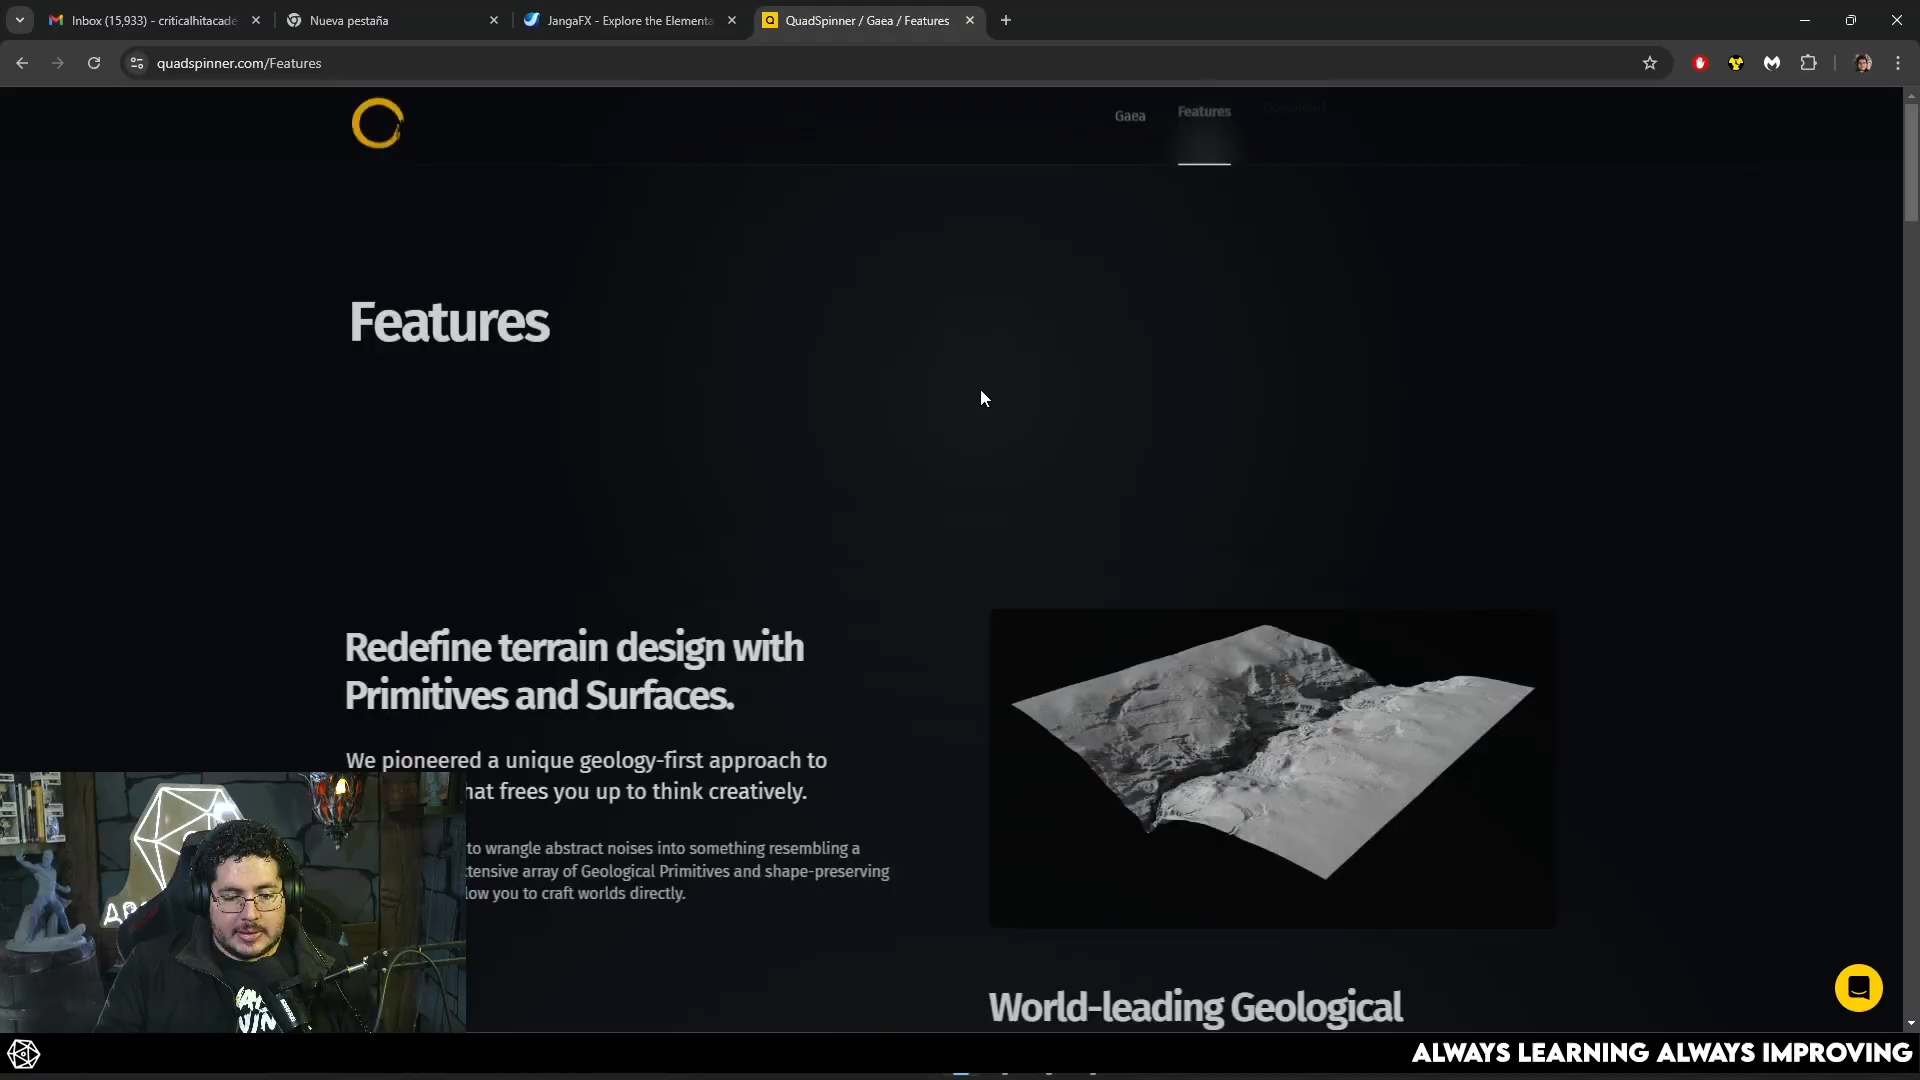 Inbox (15,933) - criticalhitacade
Nueva pestaña
JangaFX - Explore the Elementa
QuadSpinner / Gaea / Features
quadspinner.com/Features
Gaea
Features
Download
Features
Redefine terrain design with
Primitives and Surfaces.
We pioneered a unique geology-first approach to
hat frees you up to think creatively.
to wrangle abstract noises into something resembling a
tensive array of Geological Primitives and shape-preserving
low you to craft worlds directly.
World-leading Geological
ALWAYS LEARNING ALWAYS IMPROVING